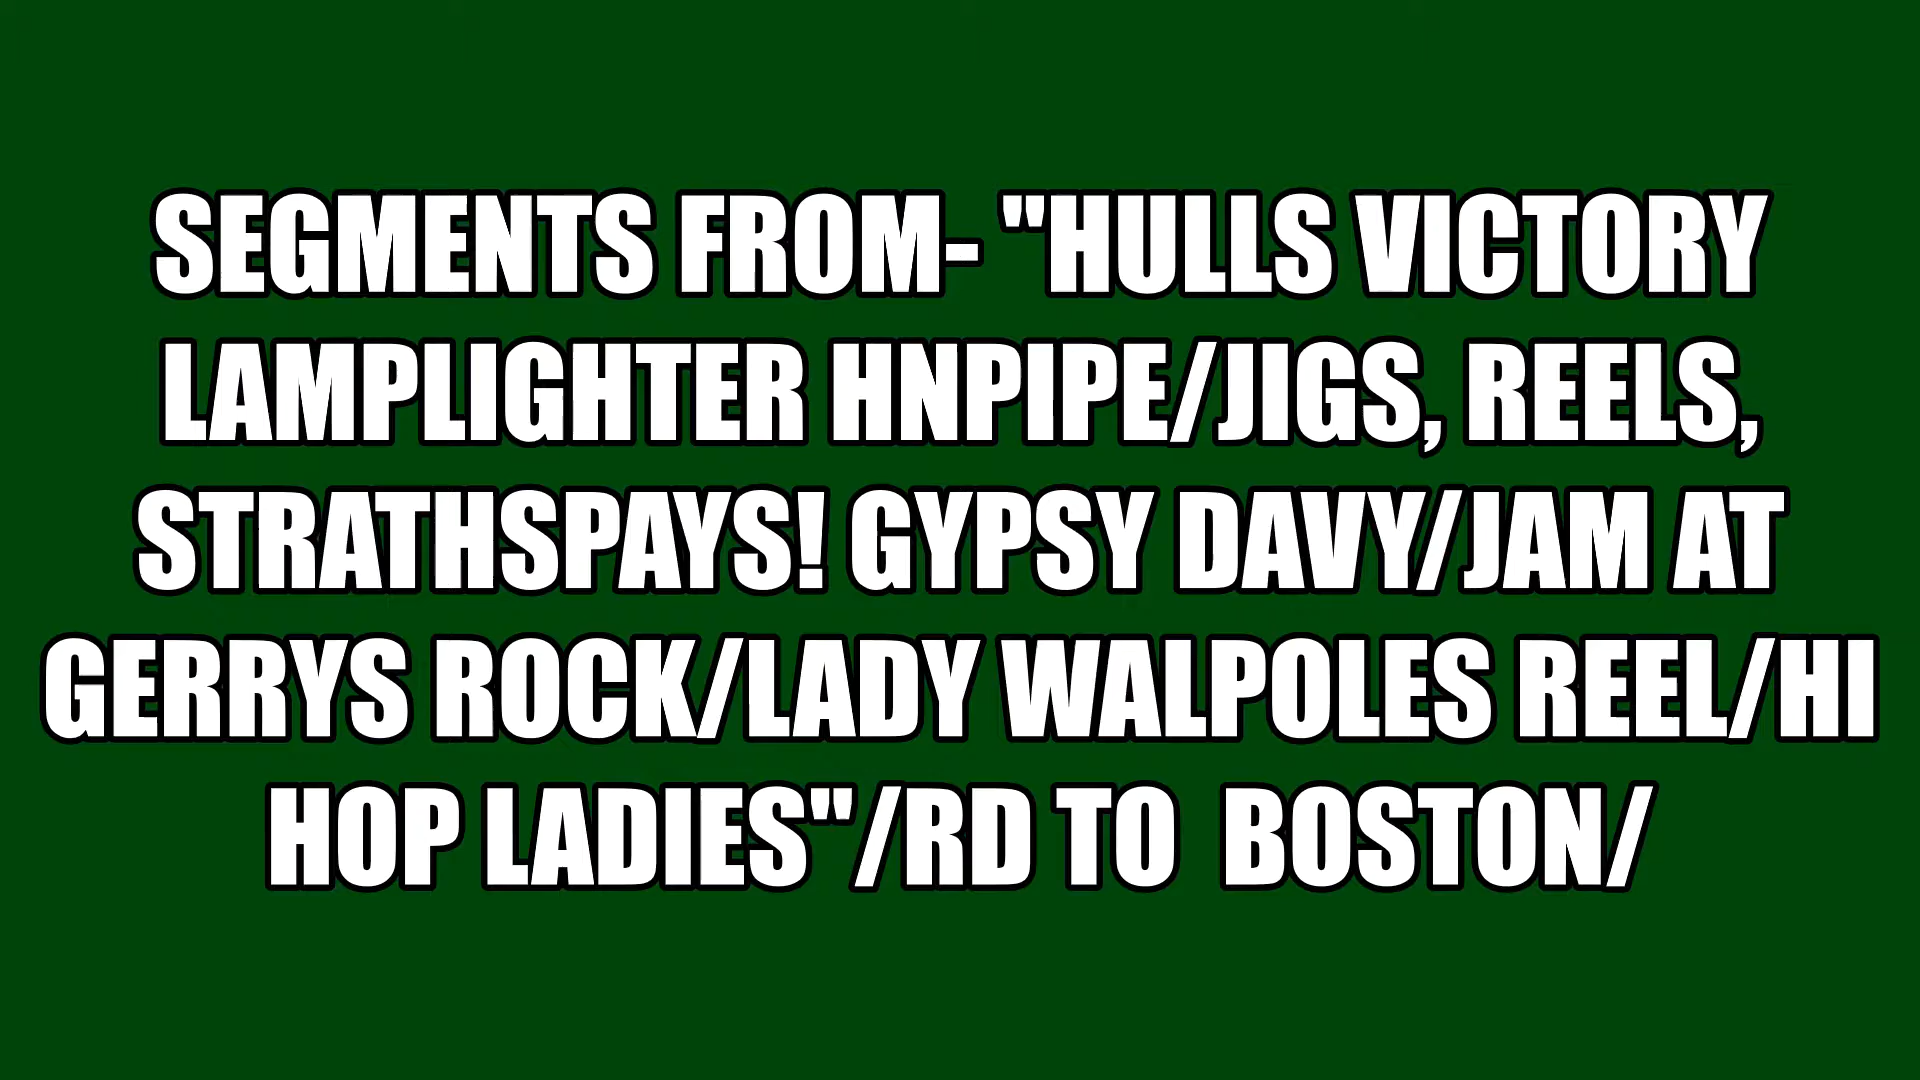 SEGMENTS FROM- "HULLS VICTORY
LAMPLIGHTER HNPIPE/JIGS, REELS,
STRATHSPAYS! GYPSY DAVY/JAM AT
GERRYS ROCK/LADY WALPOLES REEL/HI
HOP LADIES"/RD TO  BOSTON/